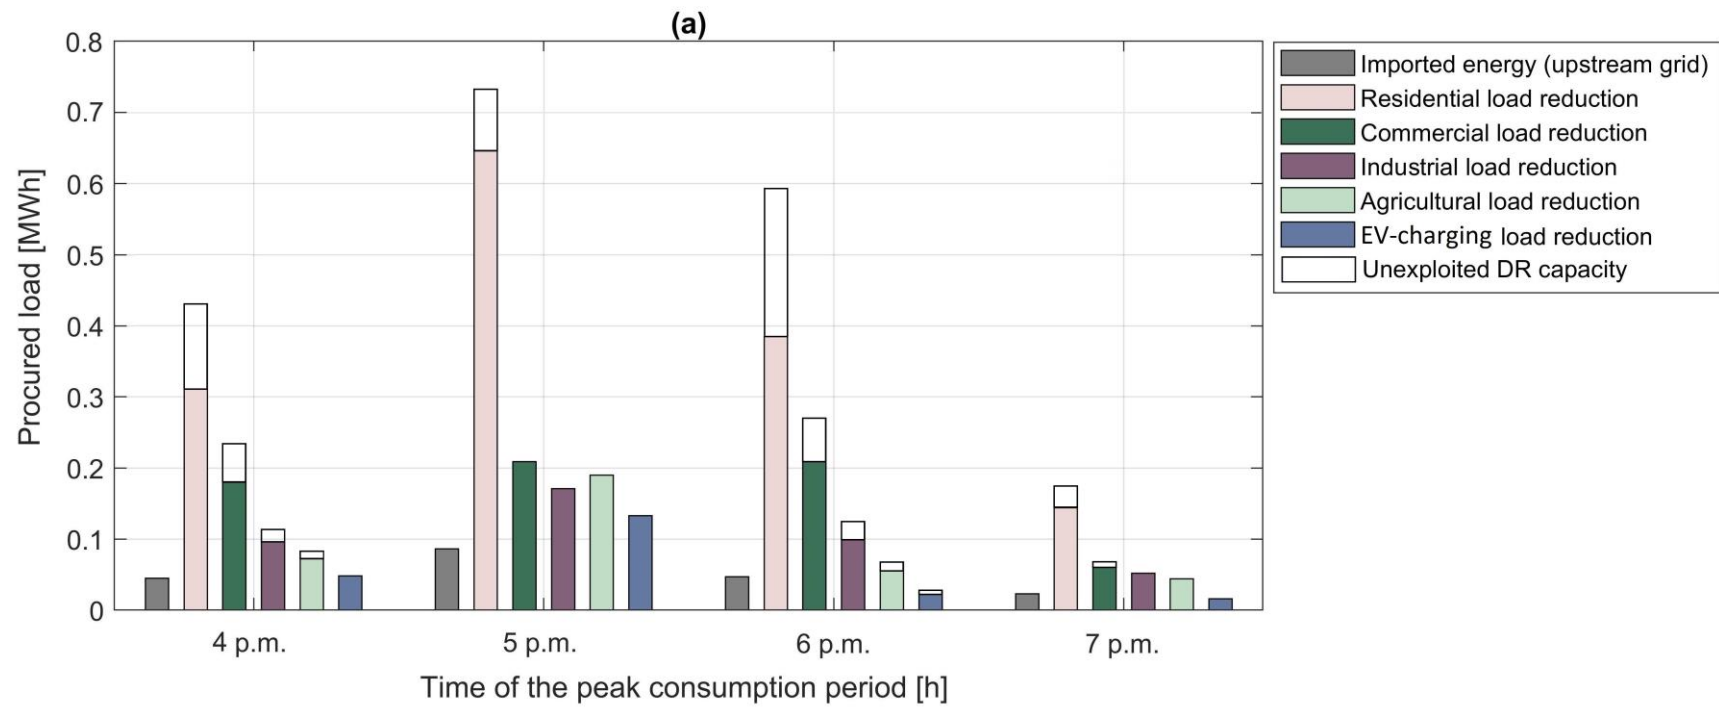 (a)
0.8
0.7
0.6
0.5
0.4
0.3
0.2
0.1
0
Procured load [MWh]
4 p.m.
5 p.m.
6 p.m.
7 p.m.
Time of the peak consumption period [h]
Imported energy (upstream grid)
Residential load reduction
Commercial load reduction
Industrial load reduction
Agricultural load reduction
EV-charging load reduction
Unexploited DR capacity